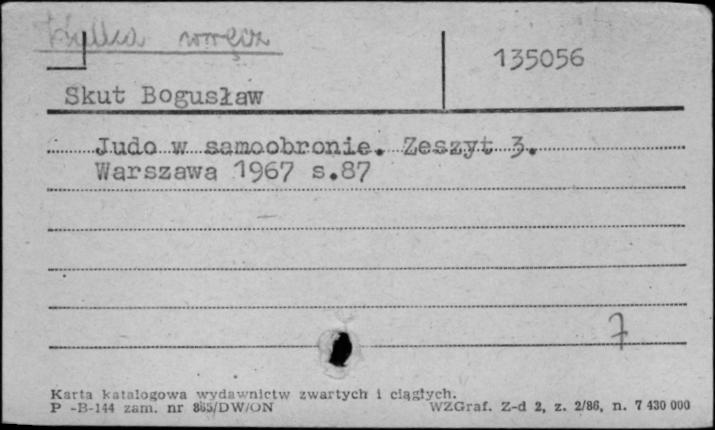 wręcz
135056
Skut Bogusław
Judo w samoobronie. Zeszyt 3.
Warszawa 1967 s.87
7
Karta katalogowa wydawnictw zwartych i ciągłych.
P -B-144 zam. nr 865/DW/ON WZGraf. Z-d 2, z. 2/86, n. 7 430 000